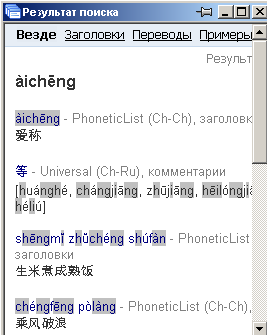 Результат поиска
Везде Заголовки Переводы Примеры
Результ
àichēng
àichēng - PhoneticList (Ch-Ch), заголовк
爱称
等 - Universal (Ch-Ru), комментарии
[huánghé, chángjiāng, zhūjiāng, hēilóngjiā
héliú]
shēngmǐ zhǔchéng shúfàn - PhoneticList
заголовки
生米煮成熟饭
chéngfēng pòlàng - PhoneticList (Ch-Ch),
乘风破浪